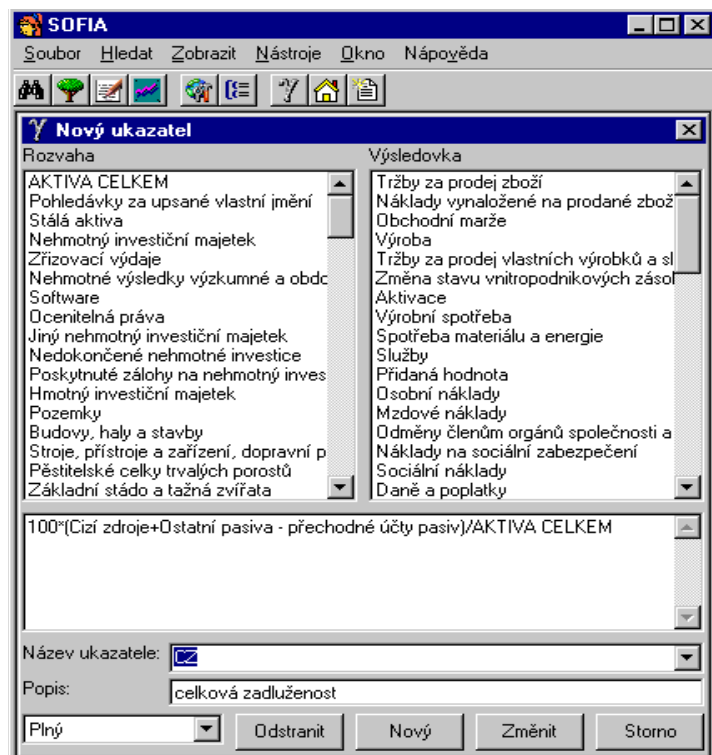 SOFIA
Soubor Hledat Zobrazit Nástroje Okno Nápověda
Nový ukazatel
Rozvaha
AKTIVA CELKEM
Pohledávky za upsané vlastní jmění
Stálá aktiva
Nehmotný investiční majetek
Zřizovací výdaje
Nehmotné výsledky výzkumné a obdc
Software
Ocenitelná práva
Jiný nehmotný investiční majetek
Nedokončené nehmotné investice
Poskytnuté zálohy na nehmotný inves
Hmotný investiční majetek
Pozemky
Budovy, haly a stavby
Stroje, přístroje a zařízení, dopravní p
Pěstitelské celky trvalých porostů
Základní stádo a tažná zvířata
Výsledovka
Tržby za prodej zboží
Náklady vynaložené na prodané zbož
Obchodní marže
Výroba
Tržby za prodej vlastních výrobků a sl
Změna stavu vnitropodnikových zásol
Aktivace
Výrobní spotřeba
Spotřeba materiálu a energie
Služby
Přidaná hodnota
Osobní náklady
Mzdové náklady
Odměny členům orgánů společnosti a
Náklady na sociální zabezpečení
Sociální náklady
Daně a poplatky
100*(Cizí zdroje+Ostatní pasiva - přechodné účty pasiv)/AKTIVA CELKEM
Název ukazatele: CZ
Popis: celková zadluženost
Plný Odstranit Nový Změnit Storno